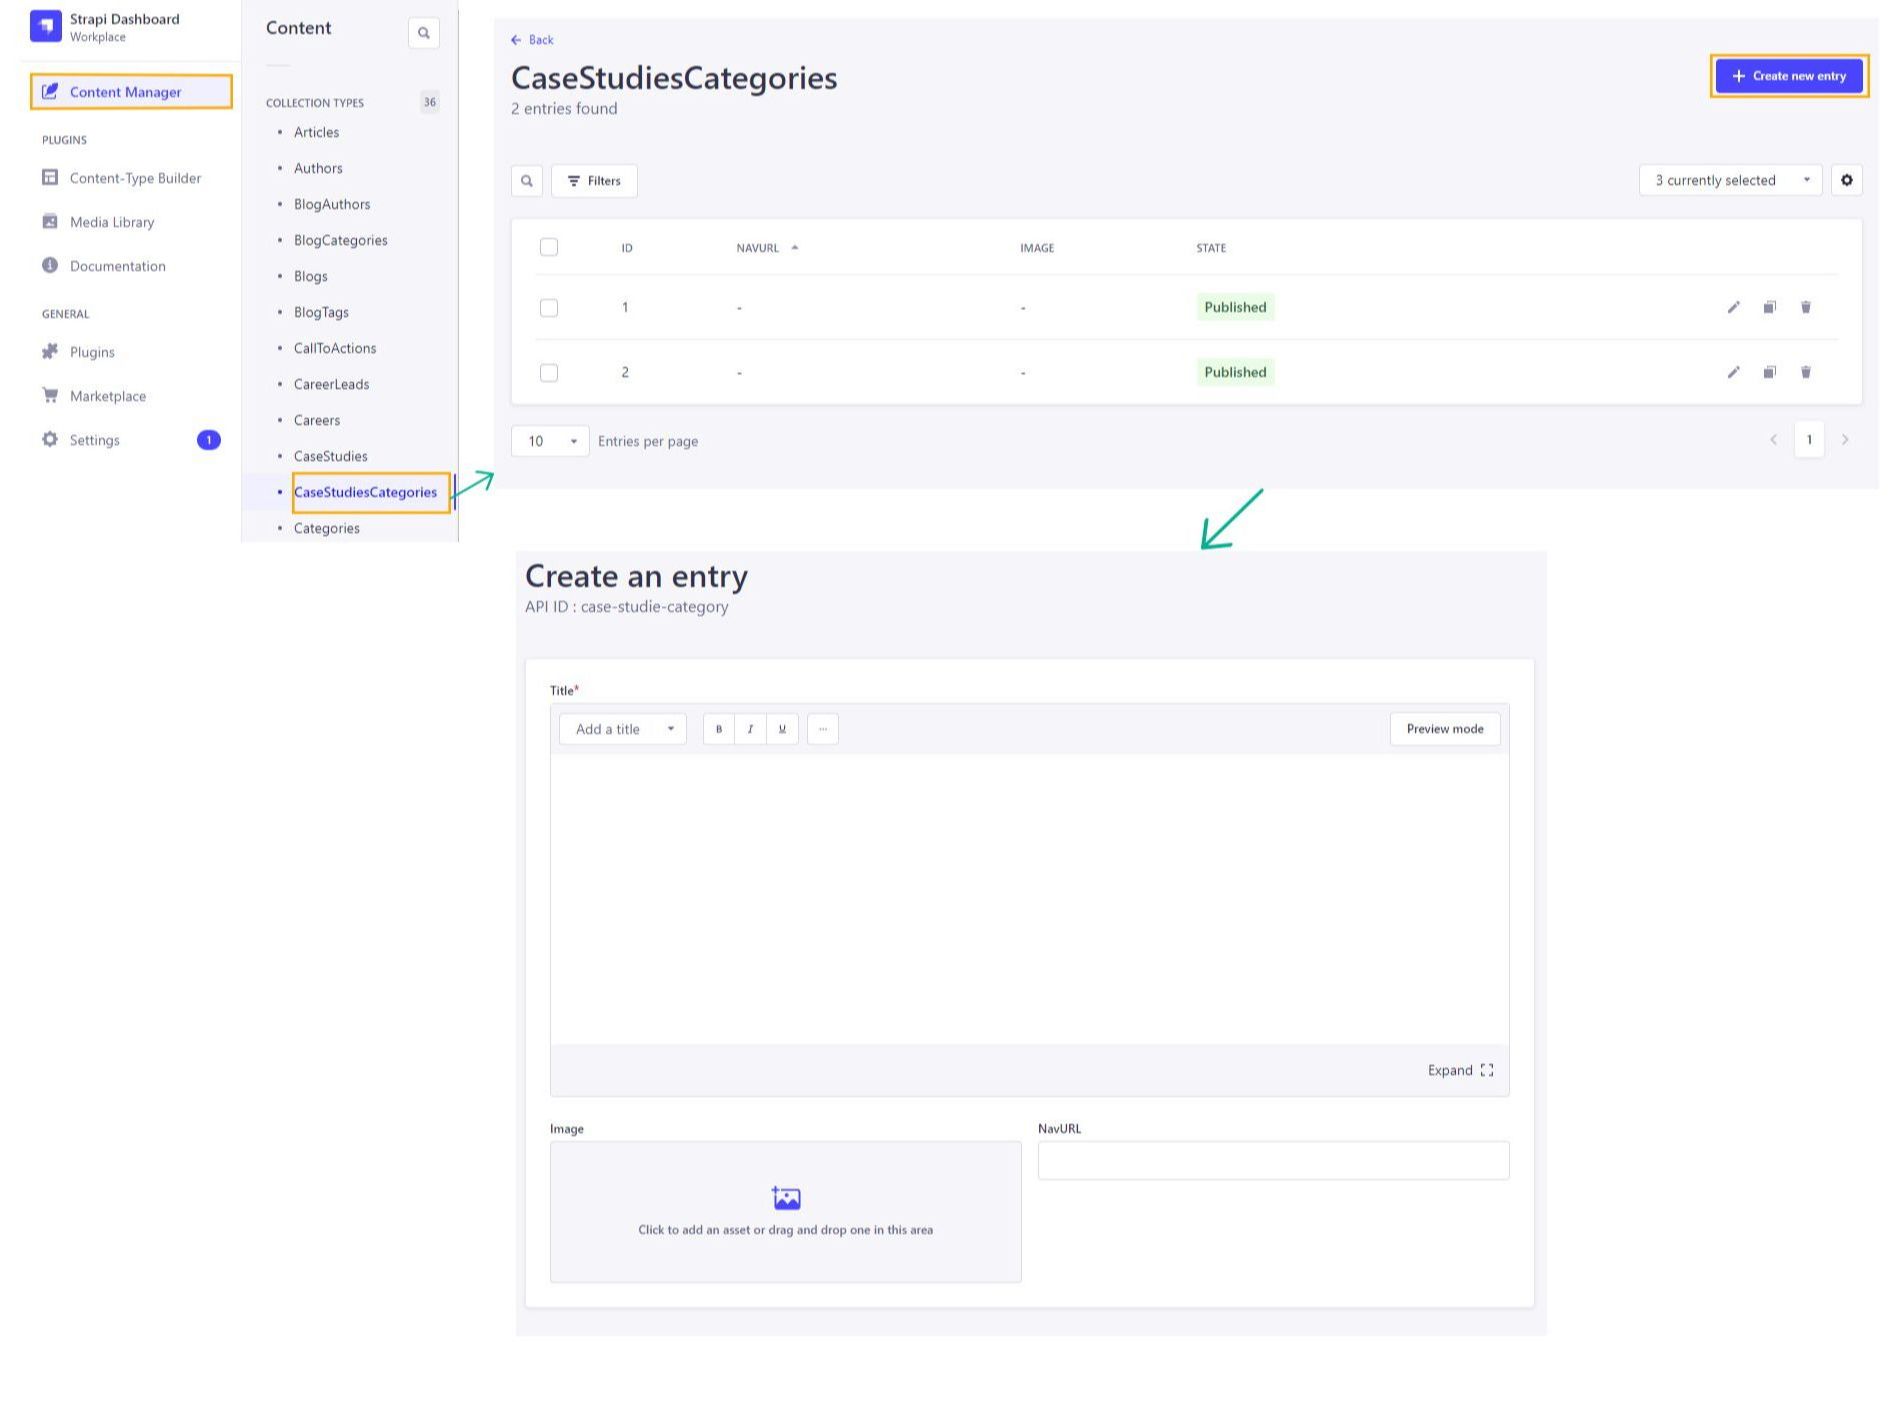 Strapi Dashboard
Workplace
Content Manager
PLUGINS
Content-Type Builder
Media Library
Documentation
GENERAL
Plugins
Marketplace
Settings 1
Content
COLLECTION TYPES 36
Articles
Authors
BlogAuthors
BlogCategories
Blogs
BlogTags
CallToActions
CareerLeads
Careers
CaseStudies
CaseStudiesCategories
Categories
Back
CaseStudiesCategories
2 entries found
Create new entry
Filters
3 currently selected
ID NAVURL IMAGE STATE
1 - - Published
2 - - Published
10 Entries per page
1
Create an entry
API ID : case-studie-category
Title*
Add a title B I U ... Preview mode
Expand
Image NavURL
Click to add an asset or drag and drop one in this area